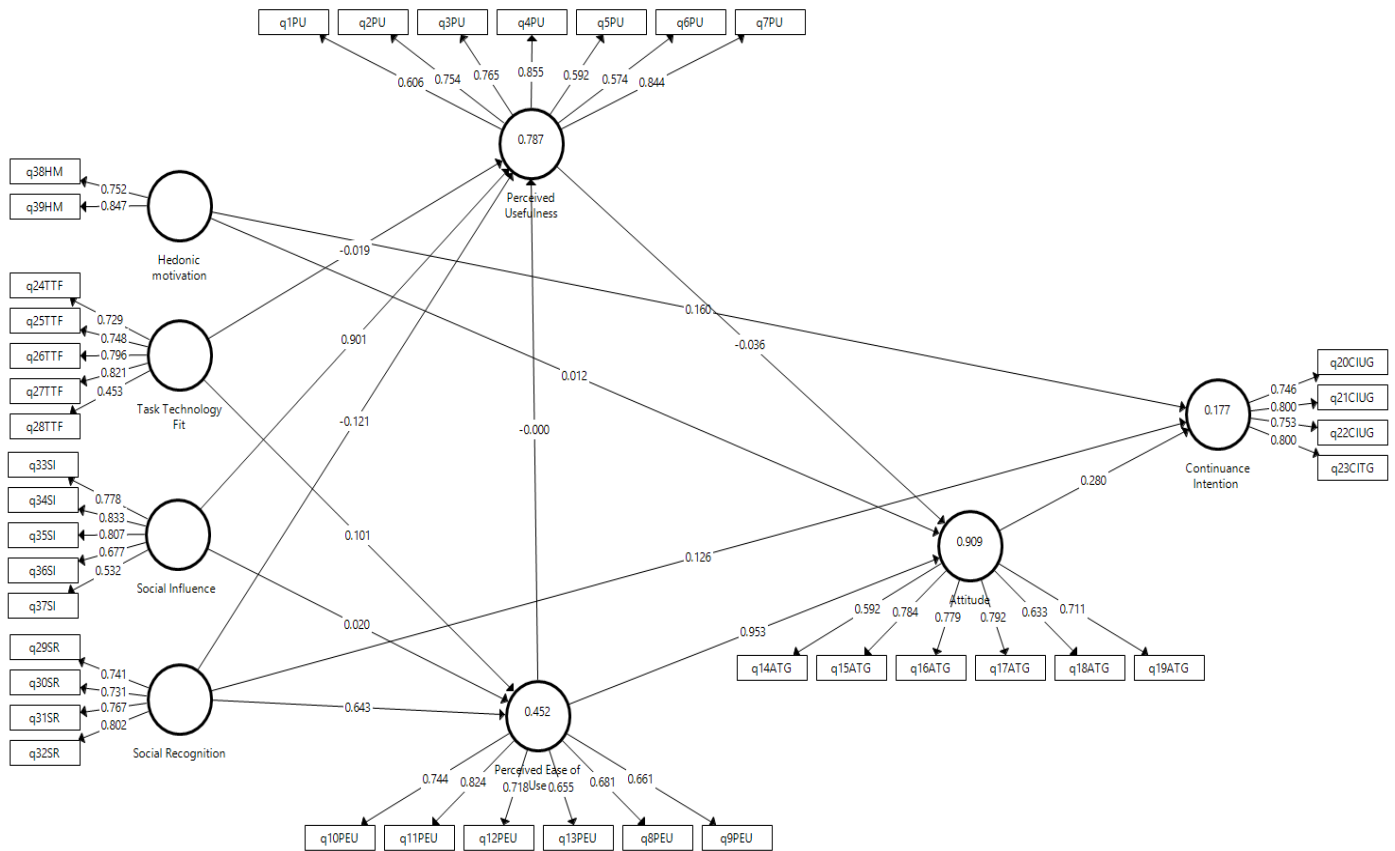 q1PU q2PU q3PU q4PU q5PU q6PU q7PU
0.606 0.754 0.765 0.855 0.592 0.574 0.844
0.787
Perceived
Usefulness
q38HM
q39HM
0.752
0.847
Hedonic
motivation
q24TTF
q25TTF
q26TTF
q27TTF
q28TTF
0.729
0.748
0.796
0.821
0.453
Task Technology
Fit
q33SI
q34SI
q35SI
q36SI
q37SI
0.778
0.833
0.807
0.677
0.532
Social Influence
q29SR
q30SR
q31SR
q32SR
0.741
0.731
0.767
0.802
Social Recognition
-0.019
0.901
-0.121
-0.000
0.101
0.020
0.643
0.160
0.012
-0.036
0.126
0.953
0.280
0.452
Perceived Ease of
Use
0.744 0.824 0.718 0.655 0.681 0.661
q10PEU q11PEU q12PEU q13PEU q8PEU q9PEU
0.909
Attitude
0.592 0.784 0.779 0.792 0.633 0.711
q14ATG q15ATG q16ATG q17ATG q18ATG q19ATG
0.177
Continuance
Intention
0.746
0.800
0.753
0.800
q20CIUG
q21CIUG
q22CIUG
q23CITG